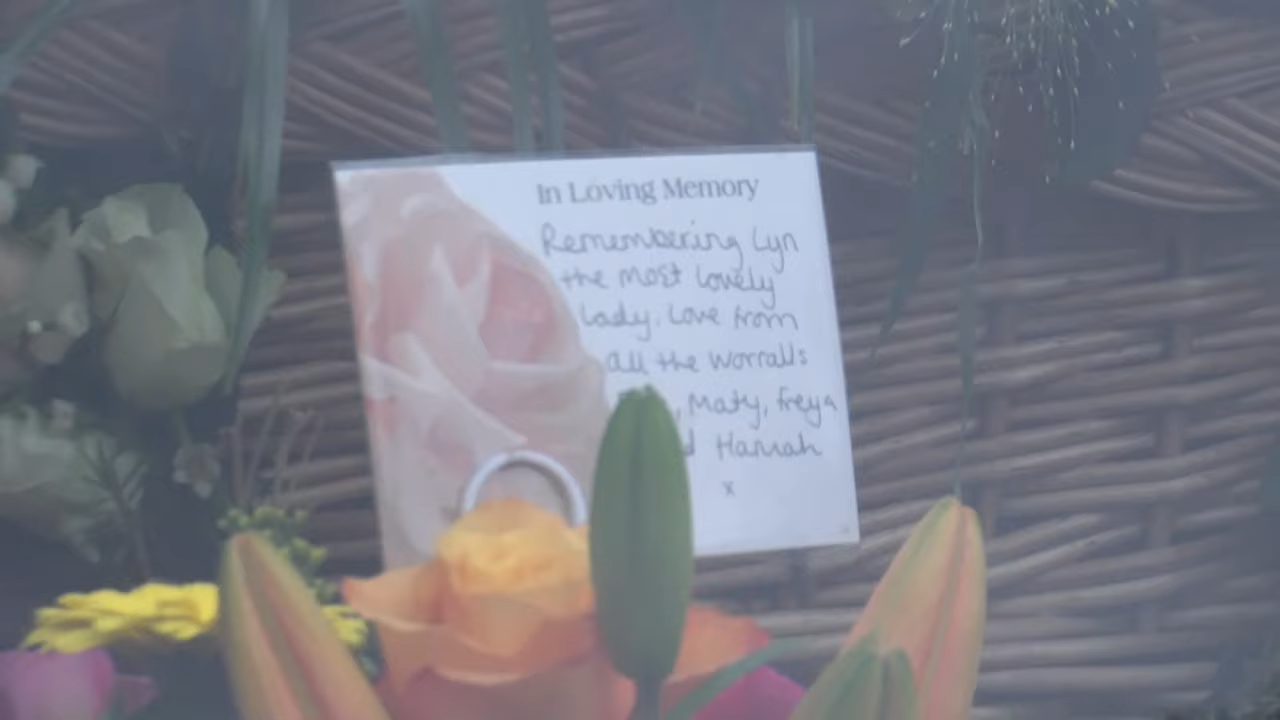 In Loving Memory
Remembering Lyn
the most lovely
lady. Love from
all the Worralls
, Maty, Freya
Hannah
x